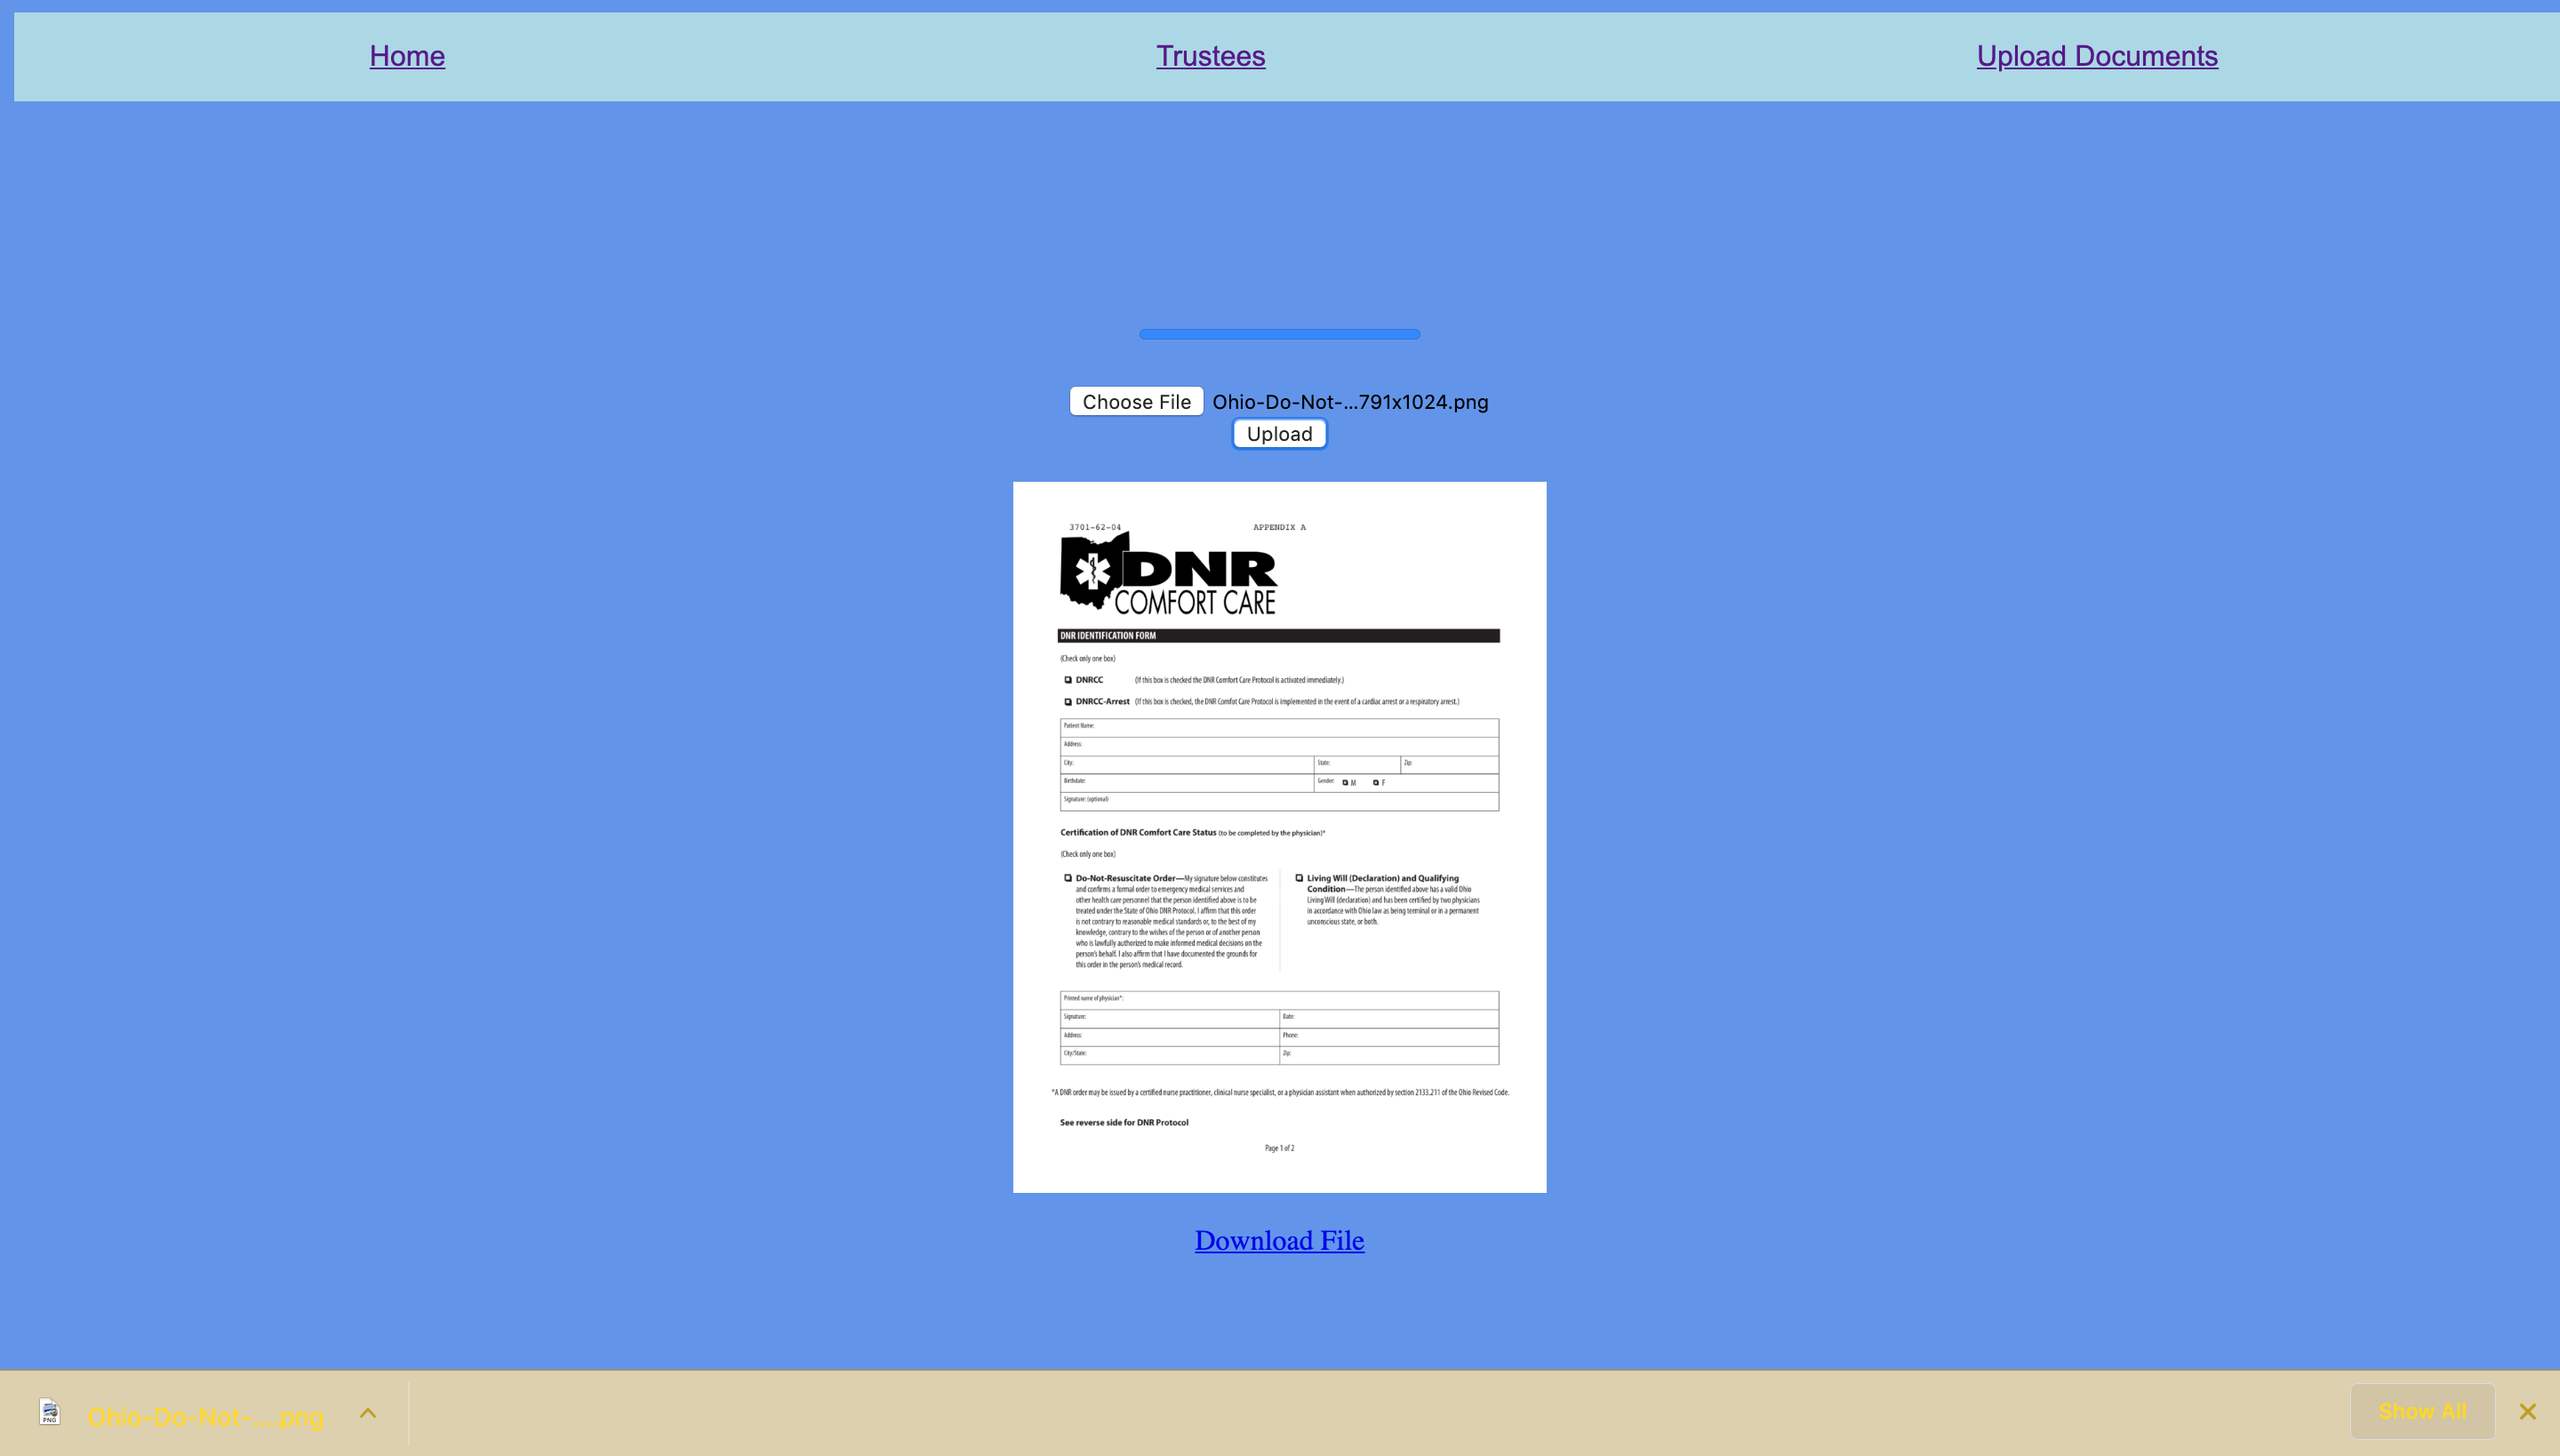 Home Trustees Upload Documents
Choose File Ohio-Do-Not-...791x1024.png
Upload
3701-62-04 APPENDIX A
DNR
COMFORT CARE
DNR IDENTIFICATION FORM
(Check only one box)
DNRCC (If this box is checked the DNR Comfort Care Protocol is activated immediately.)
DNRCC-Arrest (If this box is checked, the DNR Comfot Care Protocol is implemented in the event of a cardiac arrest or a respiratory arrest.)
Patient Name:
Address:
City: State: Zip:
Birthdate: Gender: M F
Signature: (optional)
Certification of DNR Comfort Care Status (to be completed by the physician)*
(Check only one box)
Do-Not-Resuscitate Order—My signature below constitutes
and confirms a formal order to emergency medical services and
other health care personnel that the person identified above is to be
treated under the State of Ohio DNR Protocol. I affirm that this order
is not contrary to reasonable medical standards or, to the best of my
knowledge, contrary to the wishes of the person or of another person
who is lawfully authorized to make informed medical decisions on the
person's behalf. I also affirm that I have documented the grounds for
this order in the person's medical record.
Living Will (Declaration) and Qualifying
Condition—The person identified above has a valid Ohio
Living Will (declaration) and has been certified by two physicians
in accordance with Ohio law as being terminal or in a permanent
unconscious state, or both.
Printed name of physician*:
Signature: Date:
Address: Phone:
City/State: Zip:
*A DNR order may be issued by a certified nurse practitioner, clinical nurse specialist, or a physician assistant when authorized by section 2133.211 of the Ohio Revised Code.
See reverse side for DNR Protocol
Page 1 of 2
Download File
PNG Ohio-Do-Not-....png Show All